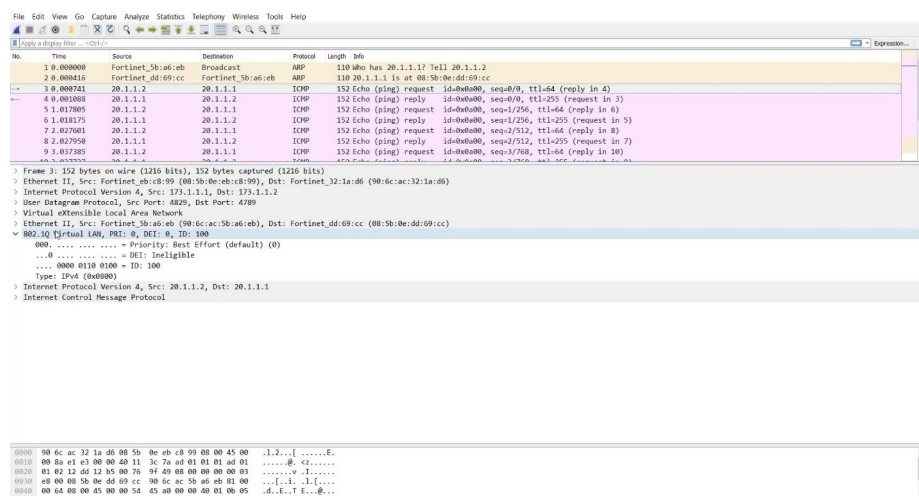 File Edit View Go Capture Analyze Statistics Telephony Wireless Tools Help
Apply a display filter ... <Ctrl-/> Expression...
No. Time Source Destination Protocol Length Info
1 0.000000 Fortinet_5b:a6:eb Broadcast ARP 110 Who has 20.1.1.1? Tell 20.1.1.2
2 0.000416 Fortinet_dd:69:cc Fortinet_5b:a6:eb ARP 110 20.1.1.1 is at 08:5b:0e:dd:69:cc
3 0.000741 20.1.1.2 20.1.1.1 ICMP 152 Echo (ping) request id=0x0a00, seq=0/0, ttl=64 (reply in 4)
4 0.001088 20.1.1.1 20.1.1.2 ICMP 152 Echo (ping) reply id=0x0a00, seq=0/0, ttl=255 (request in 3)
5 1.017805 20.1.1.2 20.1.1.1 ICMP 152 Echo (ping) request id=0x0a00, seq=1/256, ttl=64 (reply in 6)
6 1.018175 20.1.1.1 20.1.1.2 ICMP 152 Echo (ping) reply id=0x0a00, seq=1/256, ttl=255 (request in 5)
7 2.027601 20.1.1.2 20.1.1.1 ICMP 152 Echo (ping) request id=0x0a00, seq=2/512, ttl=64 (reply in 8)
8 2.027950 20.1.1.1 20.1.1.2 ICMP 152 Echo (ping) reply id=0x0a00, seq=2/512, ttl=255 (request in 7)
9 3.037385 20.1.1.2 20.1.1.1 ICMP 152 Echo (ping) request id=0x0a00, seq=3/768, ttl=64 (reply in 10)
> Frame 3: 152 bytes on wire (1216 bits), 152 bytes captured (1216 bits)
> Ethernet II, Src: Fortinet_eb:c8:99 (08:5b:0e:eb:c8:99), Dst: Fortinet_32:1a:d6 (90:6c:ac:32:1a:d6)
> Internet Protocol Version 4, Src: 173.1.1.1, Dst: 173.1.1.2
> User Datagram Protocol, Src Port: 4829, Dst Port: 4789
> Virtual eXtensible Local Area Network
> Ethernet II, Src: Fortinet_5b:a6:eb (90:6c:ac:5b:a6:eb), Dst: Fortinet_dd:69:cc (08:5b:0e:dd:69:cc)
802.1Q Virtual LAN, PRI: 0, DEI: 0, ID: 100
000. .... .... .... = Priority: Best Effort (default) (0)
...0 .... .... .... = DEI: Ineligible
.... 0000 0110 0100 = ID: 100
Type: IPv4 (0x0800)
> Internet Protocol Version 4, Src: 20.1.1.2, Dst: 20.1.1.1
> Internet Control Message Protocol
0000 90 6c ac 32 1a d6 08 5b 0e eb c8 99 08 00 45 00 .l.2...[ ......E.
0010 00 8a e1 e3 00 00 40 11 3c 7a ad 01 01 01 ad 01 ......@. <z......
0020 01 02 12 dd 12 b5 00 76 9f 49 08 00 00 00 00 03 .......v .I......
0030 e8 00 08 5b 0e dd 69 cc 90 6c ac 5b a6 eb 81 00 ...[..i. .l.[....
0040 00 64 08 00 45 00 00 54 45 a0 00 00 40 01 0b 05 .d..E..T E...@...